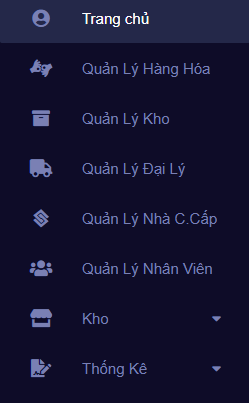 Trang chủ
Quản Lý Hàng Hóa
Quản Lý Kho
Quản Lý Đại Lý
Quản Lý Nhà C.Cấp
Quản Lý Nhân Viên
Kho
Thống Kê